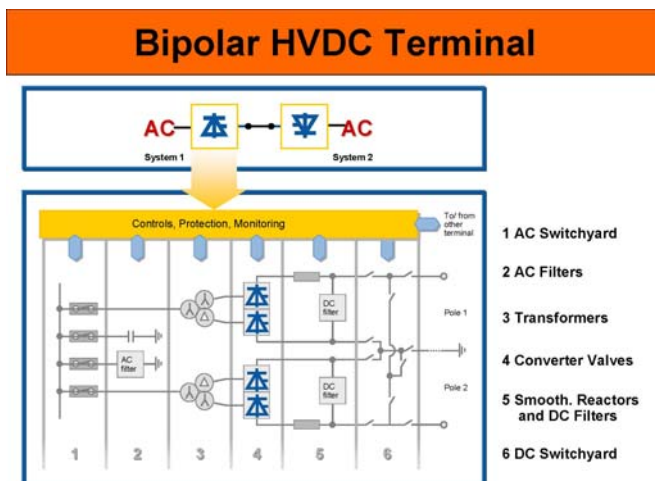 Bipolar HVDC Terminal
AC
AC
System 1
System 2
Controls, Protection, Monitoring
To/ from
other
terminal
1 AC Switchyard
2 AC Filters
3 Transformers
4 Converter Valves
5 Smooth. Reactors
and DC Filters
6 DC Switchyard
DC
filter
Pole 1
AC
filter
DC
filter
Pole 2
1
2
3
4
5
6